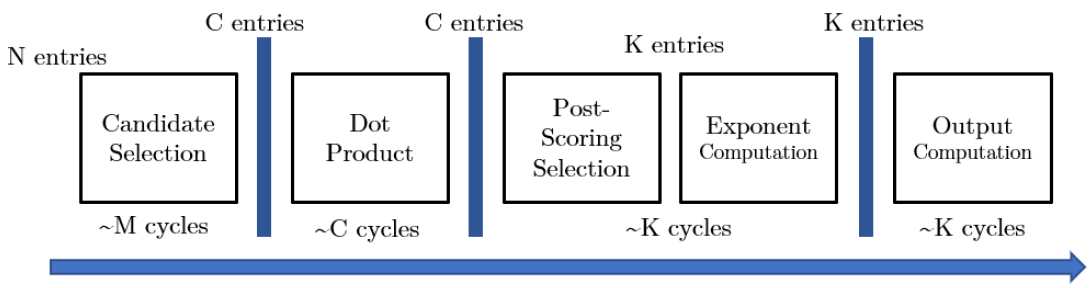 N entries
C entries
C entries
K entries
K entries
Candidate
Selection
Dot
Product
Post-
Scoring
Selection
Exponent
Computation
Output
Computation
~M cycles
~C cycles
~K cycles
~K cycles